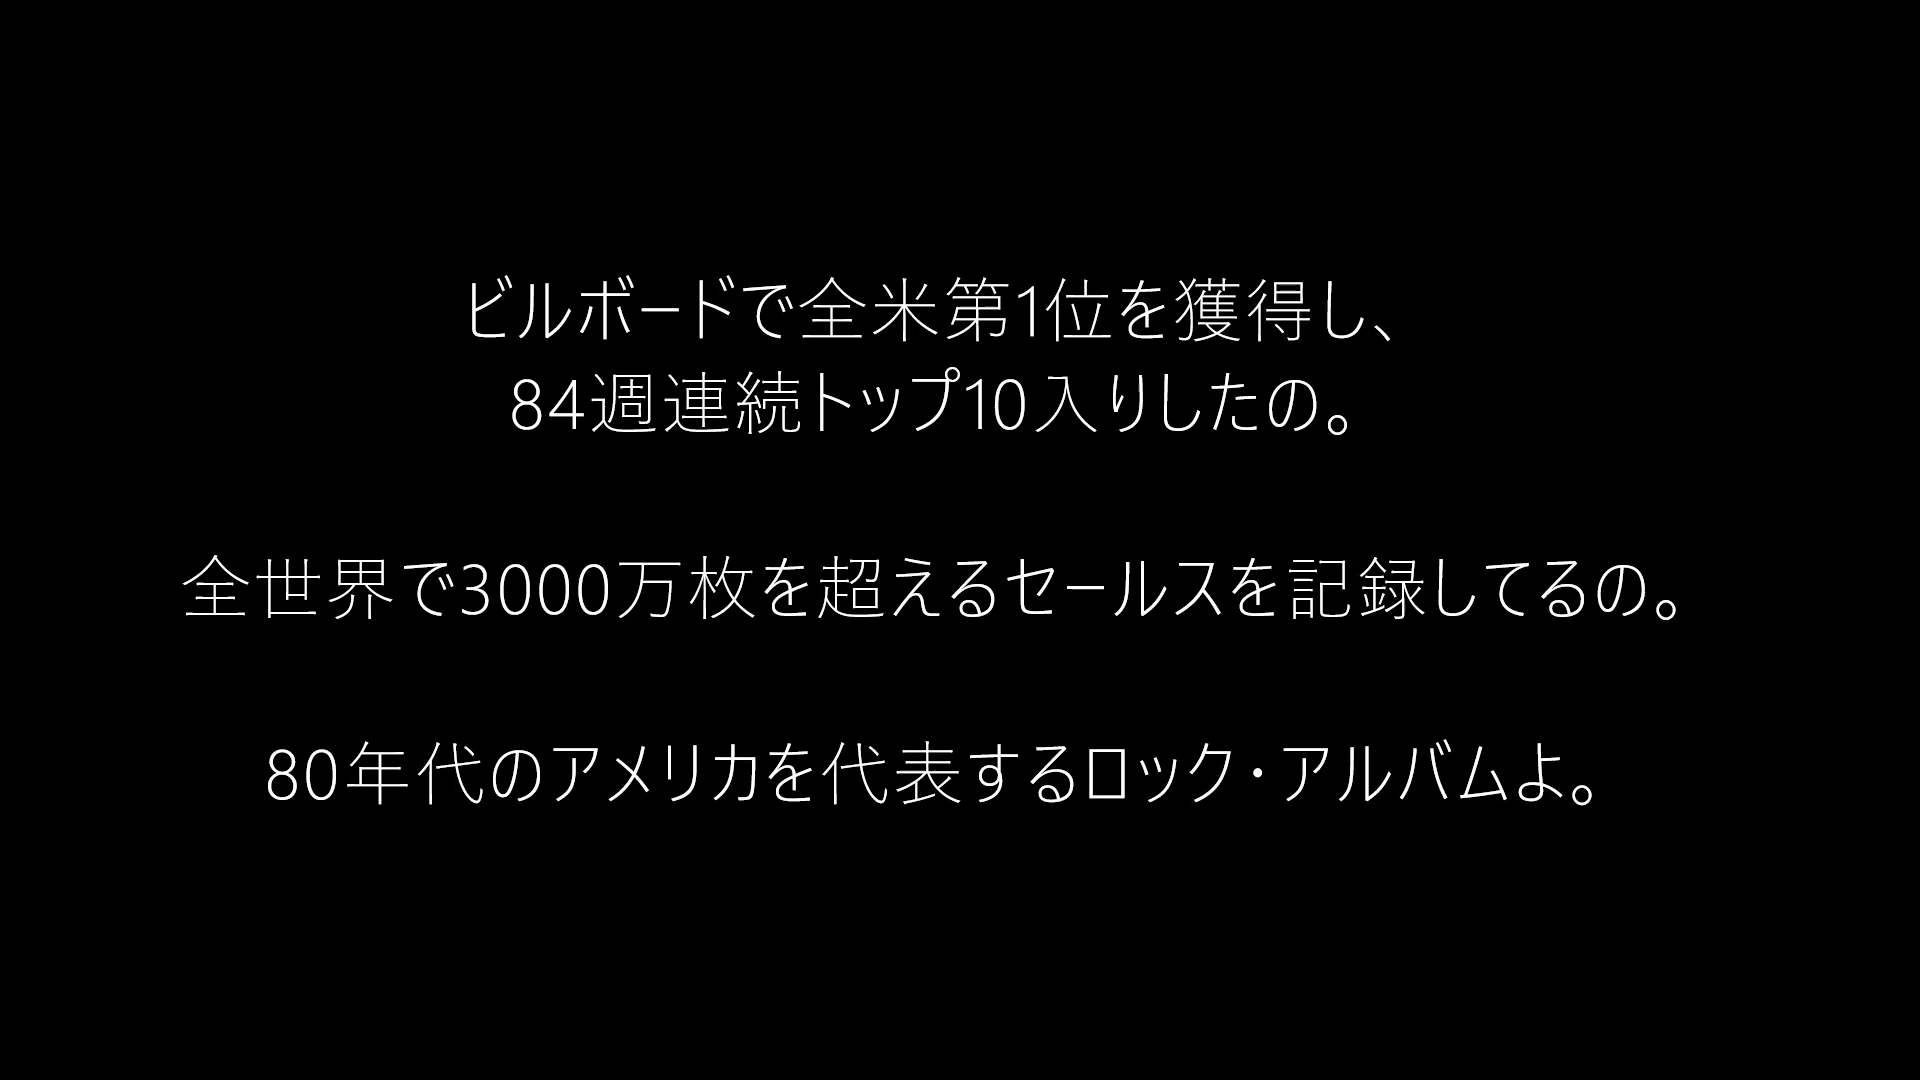 ビルボードで全米第1位を獲得し、
84週連続トップ10入りしたの。
全世界で3000万枚を超えるセールスを記録してるの。
80年代のアメリカを代表するロック・アルバムよ。